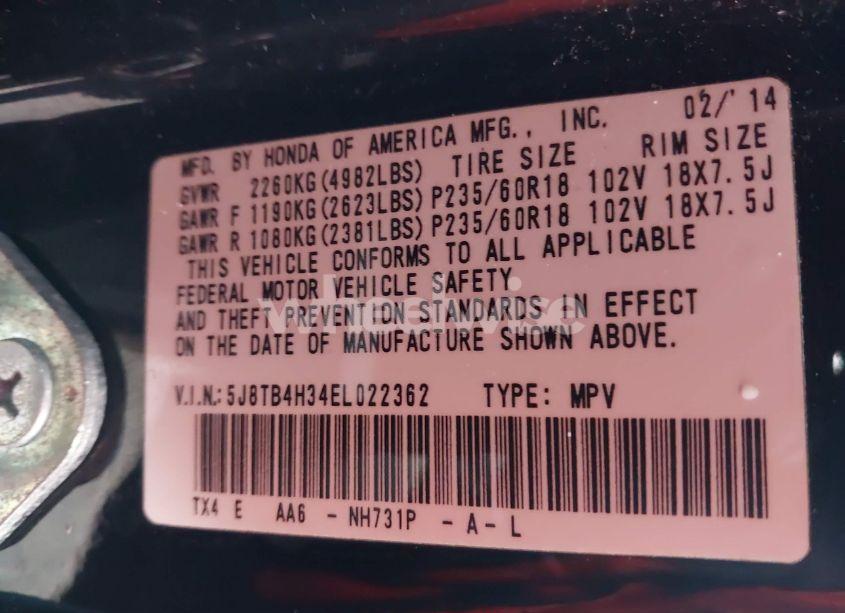 MFD. BY HONDA OF AMERICA MFG., INC. 02/'14
GVWR 2260KG(4982LBS) TIRE SIZE RIM SIZE
GAWR F 1190KG(2623LBS) P235/60R18 102V 18X7.5J
GAWR R 1080KG(2381LBS) P235/60R18 102V 18X7.5J
THIS VEHICLE CONFORMS TO ALL APPLICABLE
FEDERAL MOTOR VEHICLE SAFETY
AND THEFT PREVENTION STANDARDS IN EFFECT
ON THE DATE OF MANUFACTURE SHOWN ABOVE.
wheelwise
V.I.N.: 5J8TB4H34EL022362 TYPE: MPV
TX4 E AA6 - NH731P - A - L